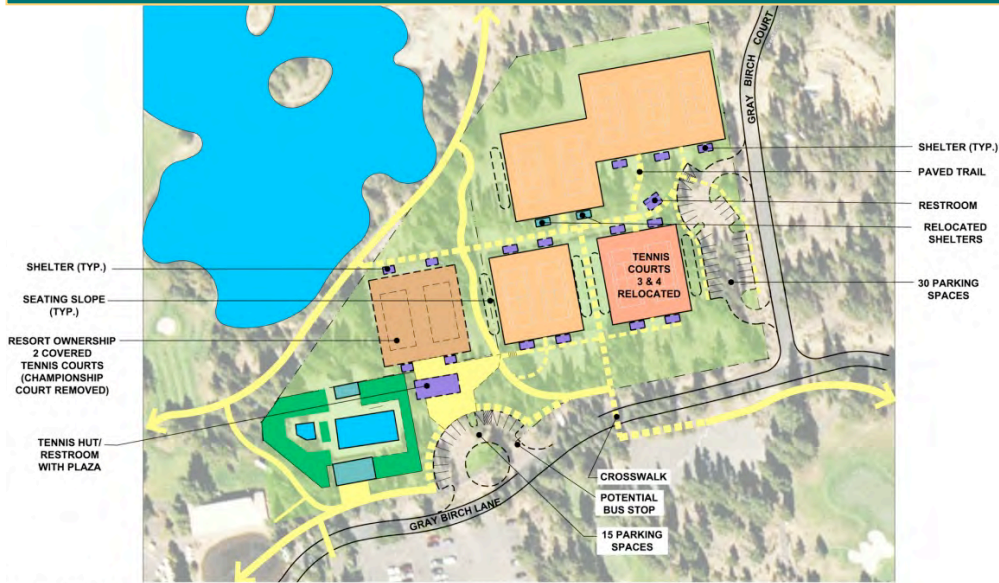 GRAY BIRCH COURT
SHELTER (TYP.)
PAVED TRAIL
RESTROOM
RELOCATED
SHELTERS
30 PARKING
SPACES
TENNIS
COURTS
3 & 4
RELOCATED
SHELTER (TYP.)
SEATING SLOPE
(TYP.)
RESORT OWNERSHIP
2 COVERED
TENNIS COURTS
(CHAMPIONSHIP
COURT REMOVED)
TENNIS HUT/
RESTROOM
WITH PLAZA
CROSSWALK
POTENTIAL
BUS STOP
15 PARKING
SPACES
GRAY BIRCH LANE